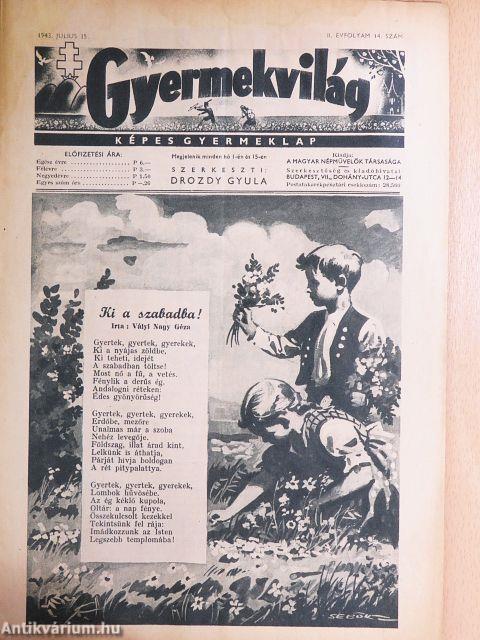 1943. JULIUS 15.
II. ÉVFOLYAM 14. SZÁM
Gyermekvilág
KÉPES GYERMEKLAP
ELŐFIZETÉSI ÁRA:
Egész évre P 6,—
Félévre P 3,—
Negyedévre P 1.50
Egyes szám ára P —.26
Megjelenik minden hó 1-én és 15-én
SZERKESZTI:
DROZDY GYULA
Kiadja:
A MAGYAR NÉPMŰVELŐK TÁRSASÁGA
Szerkesztőség és kiadóhivatal
BUDAPEST, VII., DOHÁNY-UTCA 12—14
Postatakarékpénztári csekkszám: 28.560
Ki a szabadba!
Irta: Vályi Nagy Géza
Gyertek, gyertek, gyerekek,
Ki a nyájas zöldbe,
Ki teheti, idejét
A szabadban töltse!
Most nő a fű, a vetés.
Fénylik a derűs ég.
Andalogni réteken:
Édes gyönyörűség!
Gyertek, gyertek, gyerekek,
Erdőbe, mezőre
Unalmas már a szoba
Nehéz levegője.
Földszag, illat árad kint,
Lelkünk is áthatja,
Párját hívja boldogan
A rét pitypalattya.
Gyertek, gyertek, gyerekek,
Lombok hűvösébe.
Az ég kéklő kupola,
Oltár: a nap fénye.
Összekulcsolt kezekkel
Tekintsünk fel rája:
Imádkozzunk az Isten
Legszebb templomába!
SEBŐK
Antikvárium.hu